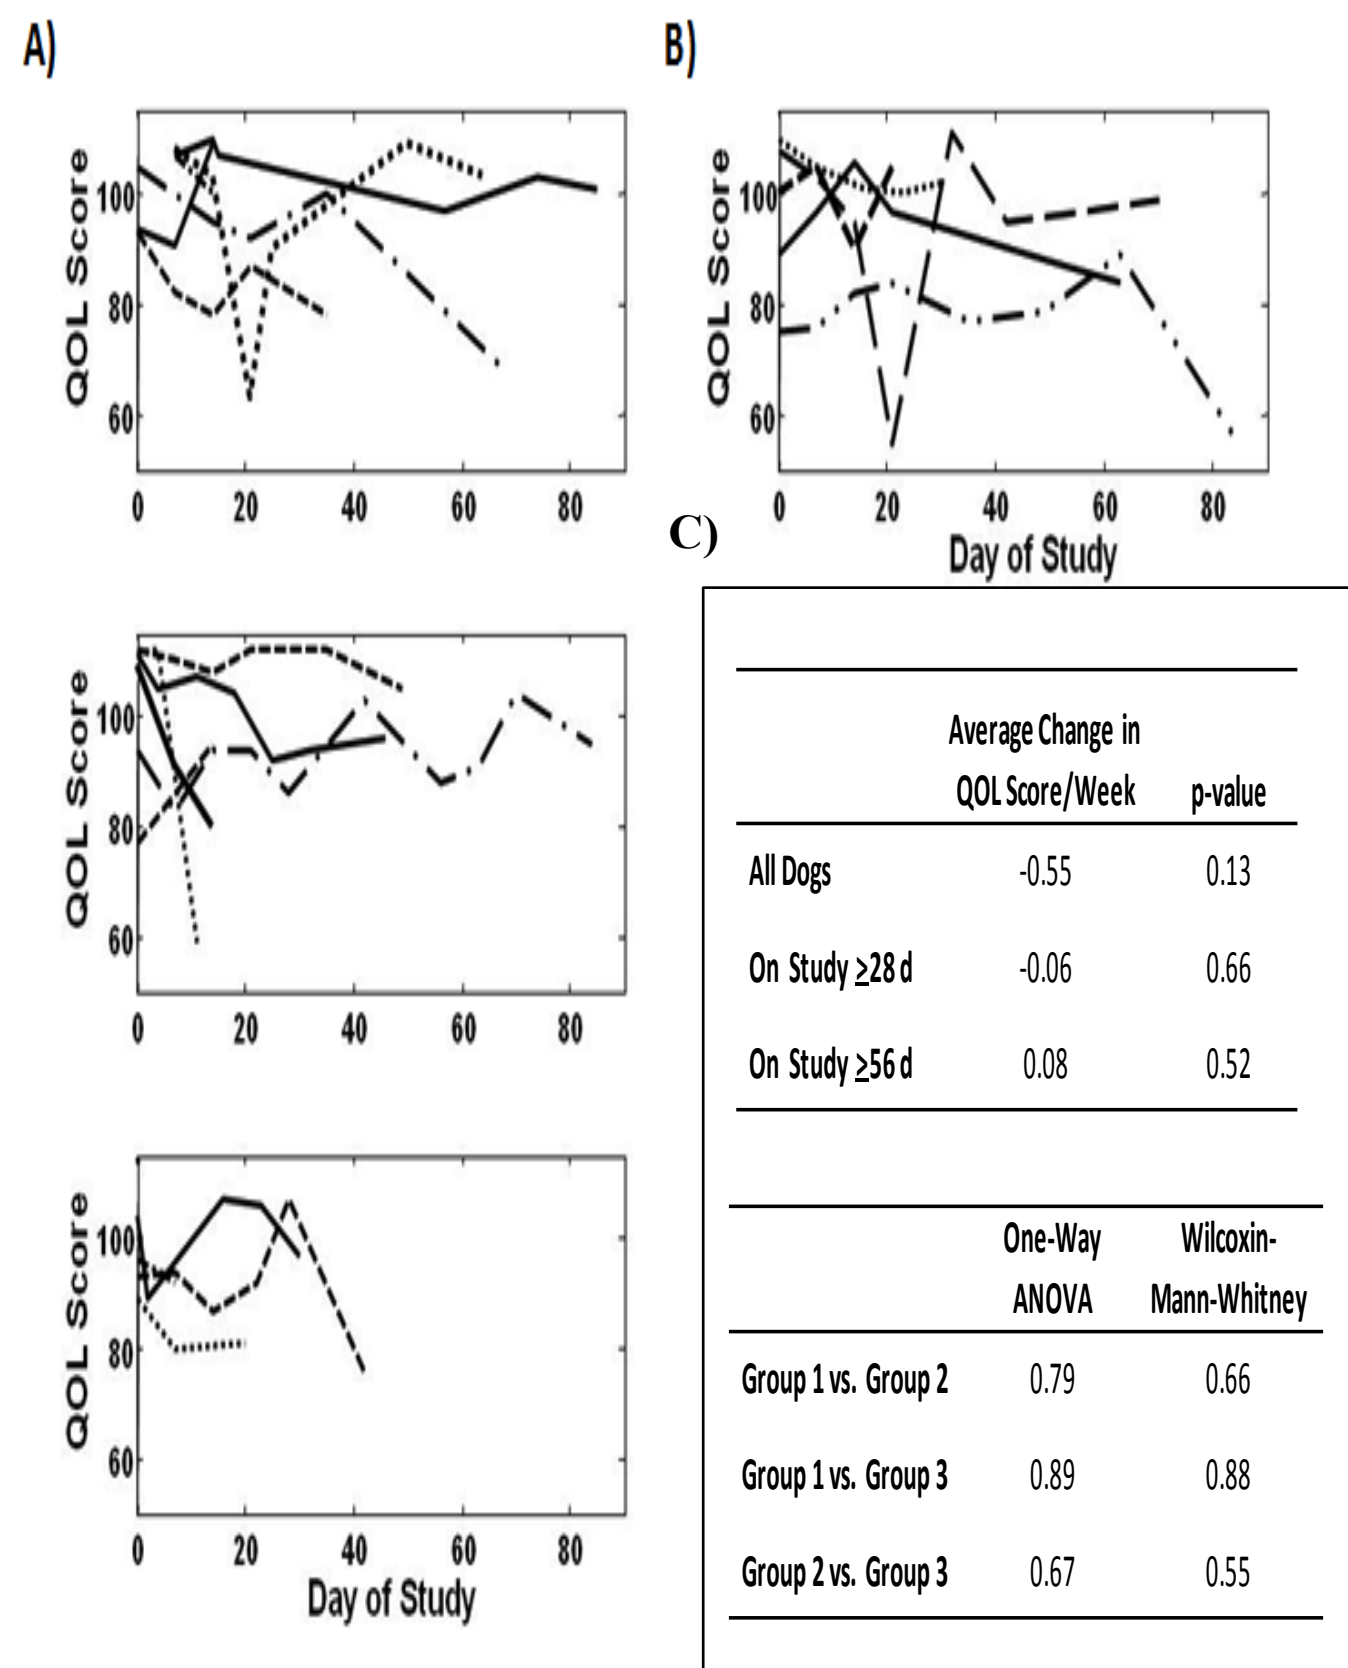 A)
B)
QOL Score
100
80
60
0 20 40 60 80
QOL Score
100
80
60
0 20 40 60 80
Day of Study
C)
QOL Score
100
80
60
0 20 40 60 80
QOL Score
100
80
60
0 20 40 60 80
Day of Study
Average Change in
QOL Score/Week p-value
All Dogs -0.55 0.13
On Study ≥28 d -0.06 0.66
On Study ≥56 d 0.08 0.52
One-Way Wilcoxin-
ANOVA Mann-Whitney
Group 1 vs. Group 2 0.79 0.66
Group 1 vs. Group 3 0.89 0.88
Group 2 vs. Group 3 0.67 0.55